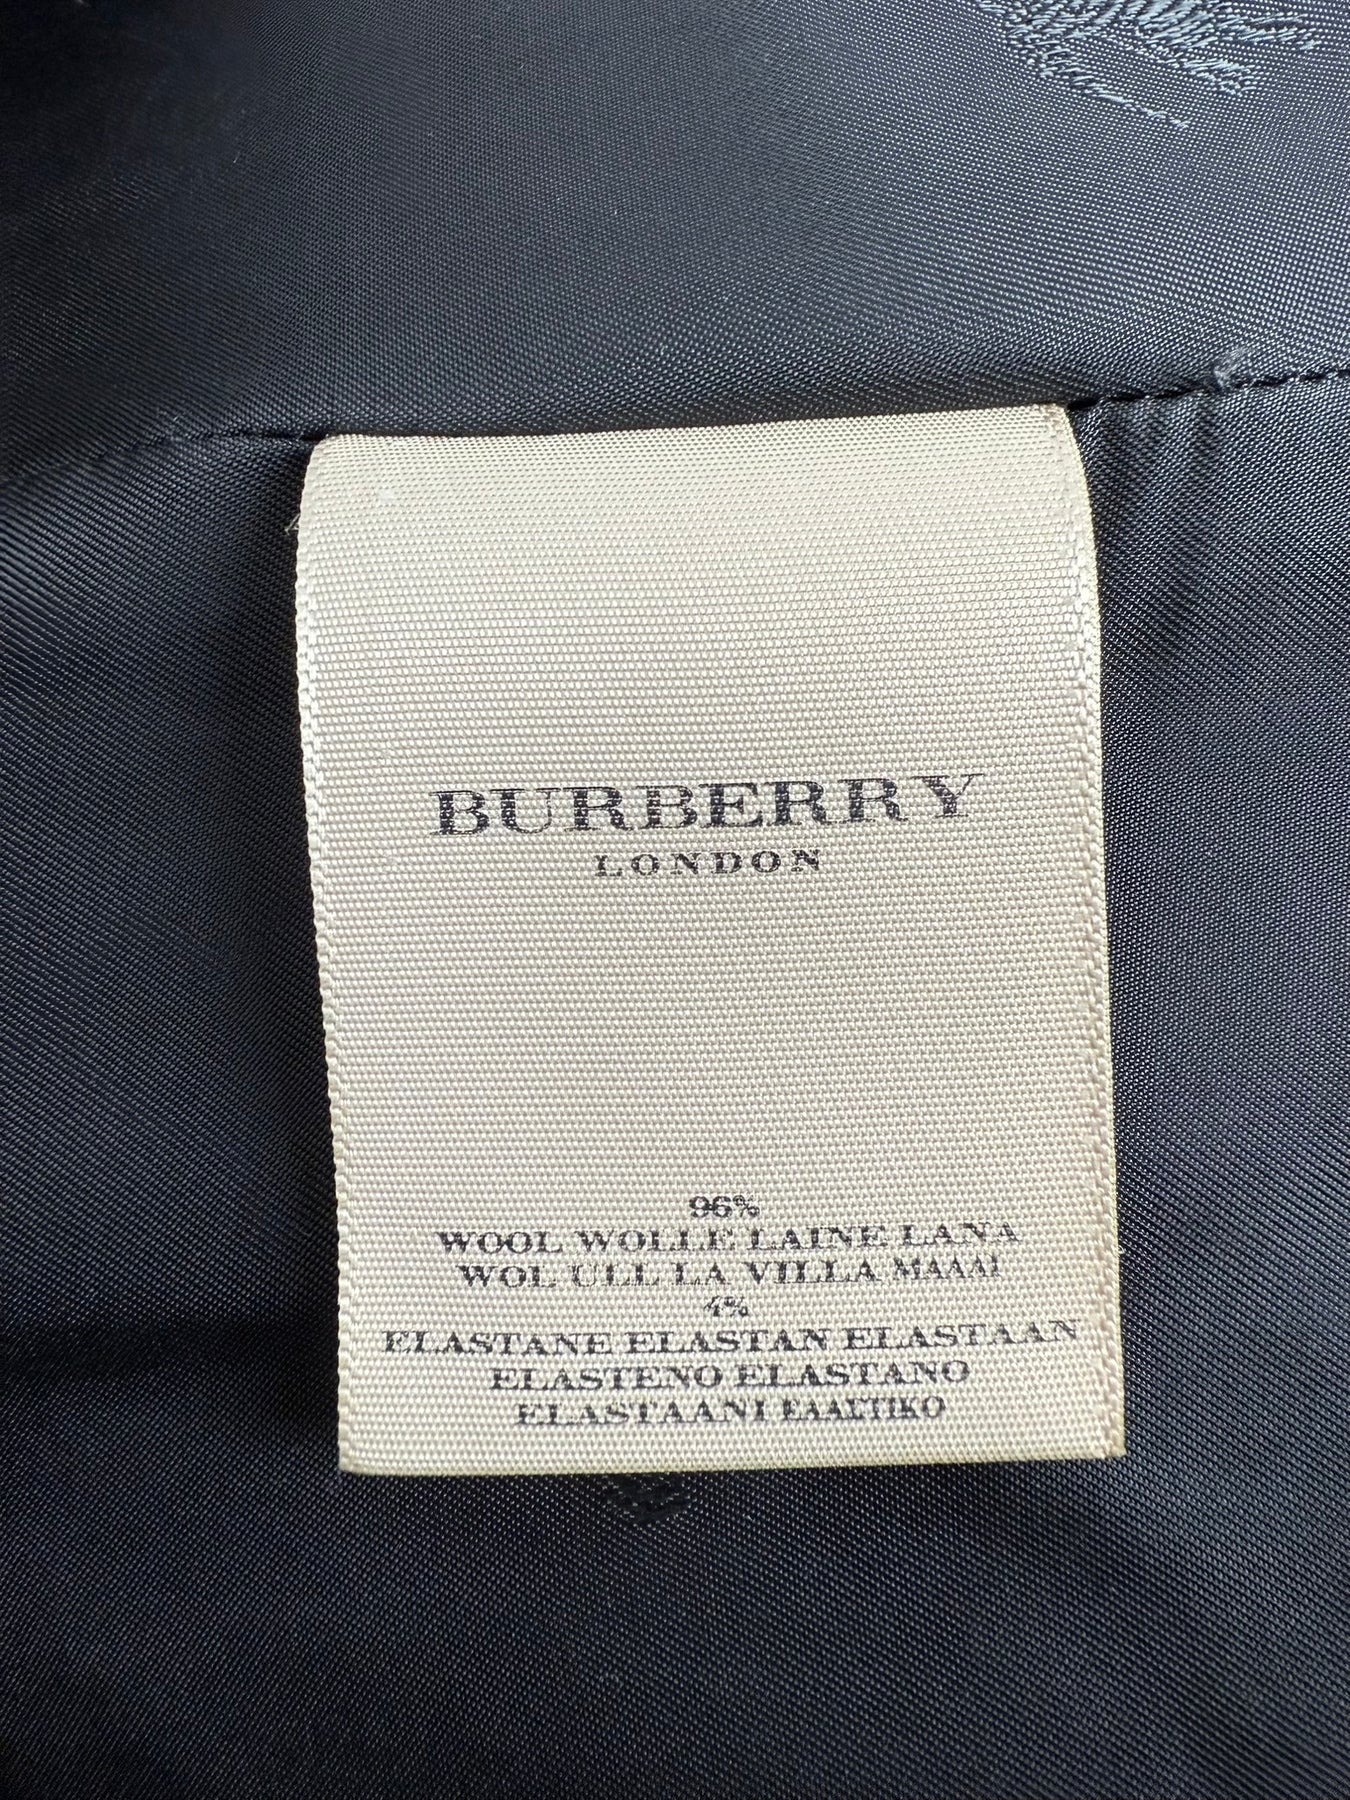 BURBERRY
LONDON
96%
WOOL WOLLE LAINE LANA
WOL ULL LA VILLA ΜΑΛΛΙ
4%
ELASTANE ELASTAN ELASTAAN
ELASTENO ELASTANO
ELASTAANI ΕΛΑΣΤΙΚΟ